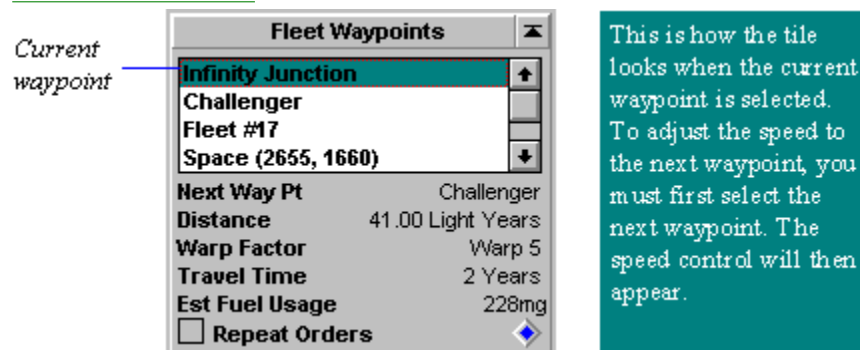 Current
waypoint
Fleet Waypoints
Infinity Junction
Challenger
Fleet #17
Space (2655, 1660)
Next Way Pt Challenger
Distance 41.00 Light Years
Warp Factor Warp 5
Travel Time 2 Years
Est Fuel Usage 228mg
Repeat Orders
This is how the tile
looks when the current
waypoint is selected.
To adjust the speed to
the next waypoint, you
must first select the
next waypoint. The
speed control will then
appear.